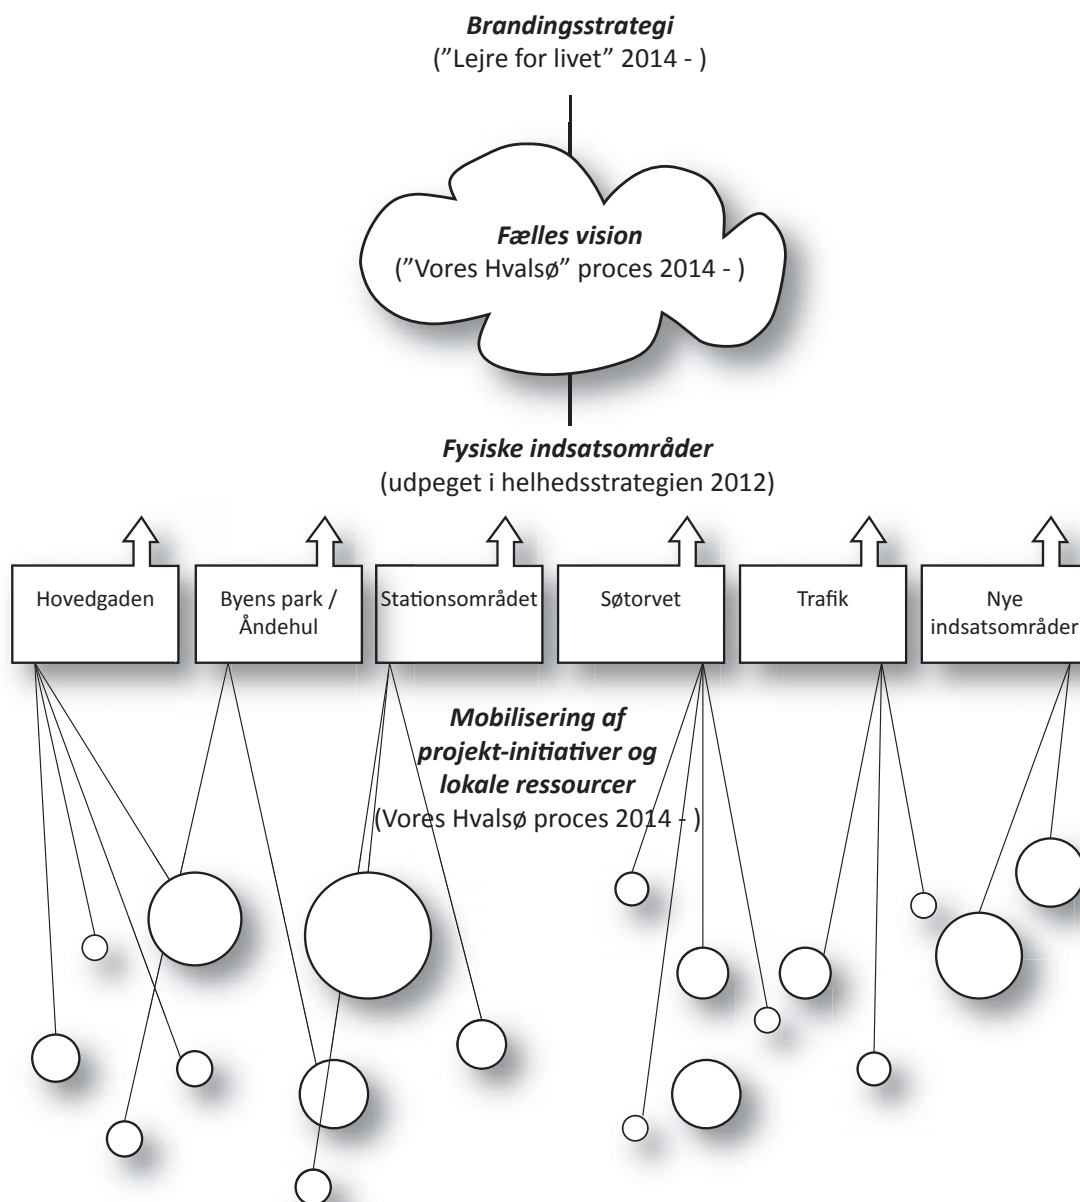 Brandingsstrategi
(”Lejre for livet” 2014 - )
Fælles vision
(”Vores Hvalsø” proces 2014 - )
Fysiske indsatsområder
(udpeget i helhedsstrategien 2012)
Hovedgaden
Byens park /
Åndehul
Stationsområdet
Søtorvet
Trafik
Nye
indsatsområder
Mobilisering af
projekt-initiativer og
lokale ressourcer
(Vores Hvalsø proces 2014 - )